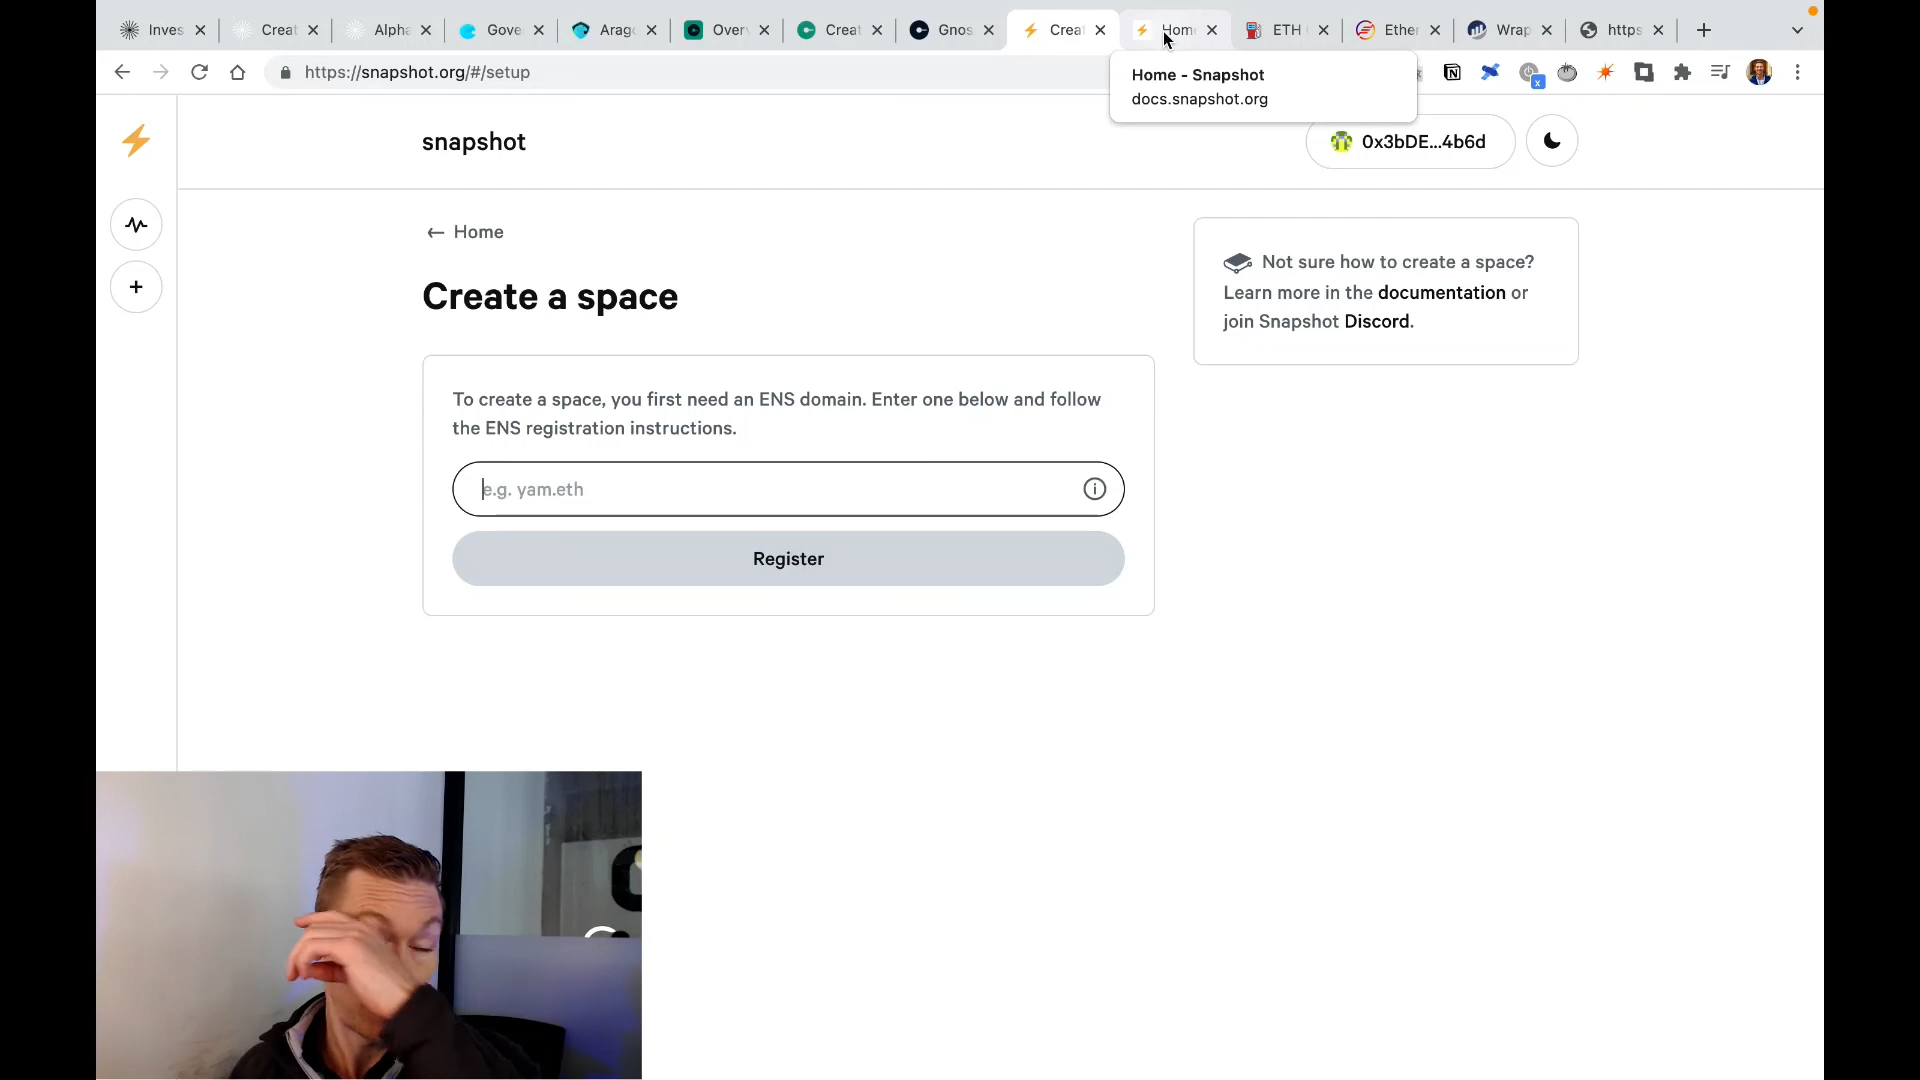 Inves
Creat
Alpha
Gove
Arag
Over
Creat
Gnos
Creat
Home
ETH
Ether
Wrap
https
https://snapshot.org/#/setup
Home - Snapshot
docs.snapshot.org
snapshot
0x3bDE...4b6d
← Home
Create a space
To create a space, you first need an ENS domain. Enter one below and follow
the ENS registration instructions.
e.g. yam.eth
Register
Not sure how to create a space?
Learn more in the documentation or
join Snapshot Discord.